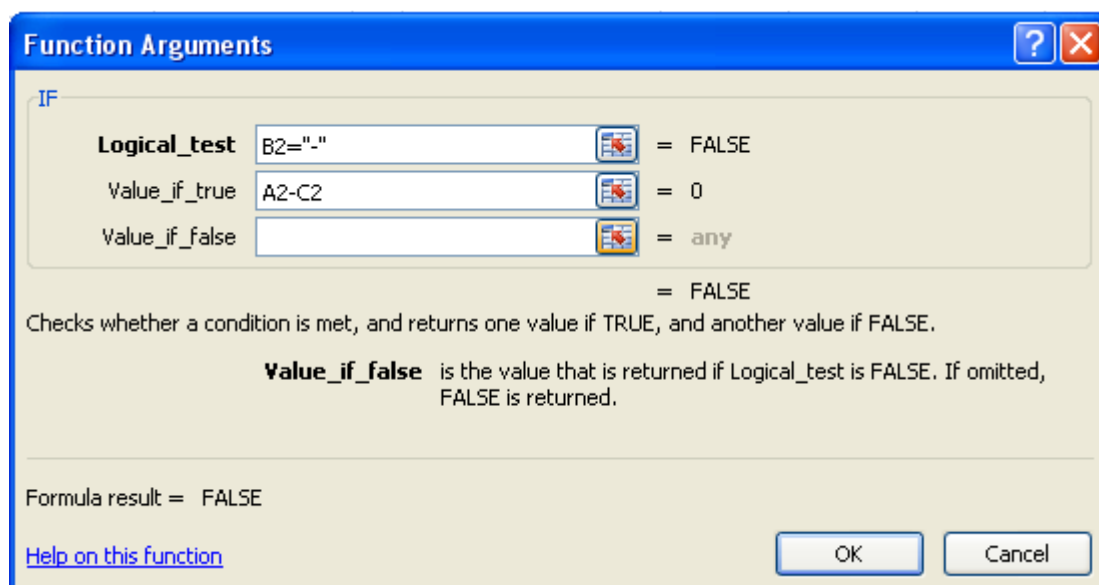 Function Arguments
IF
Logical_test B2="-" = FALSE
Value_if_true A2-C2 = 0
Value_if_false = any
= FALSE
Checks whether a condition is met, and returns one value if TRUE, and another value if FALSE.
Value_if_false is the value that is returned if Logical_test is FALSE. If omitted,
FALSE is returned.
Formula result = FALSE
Help on this function OK Cancel